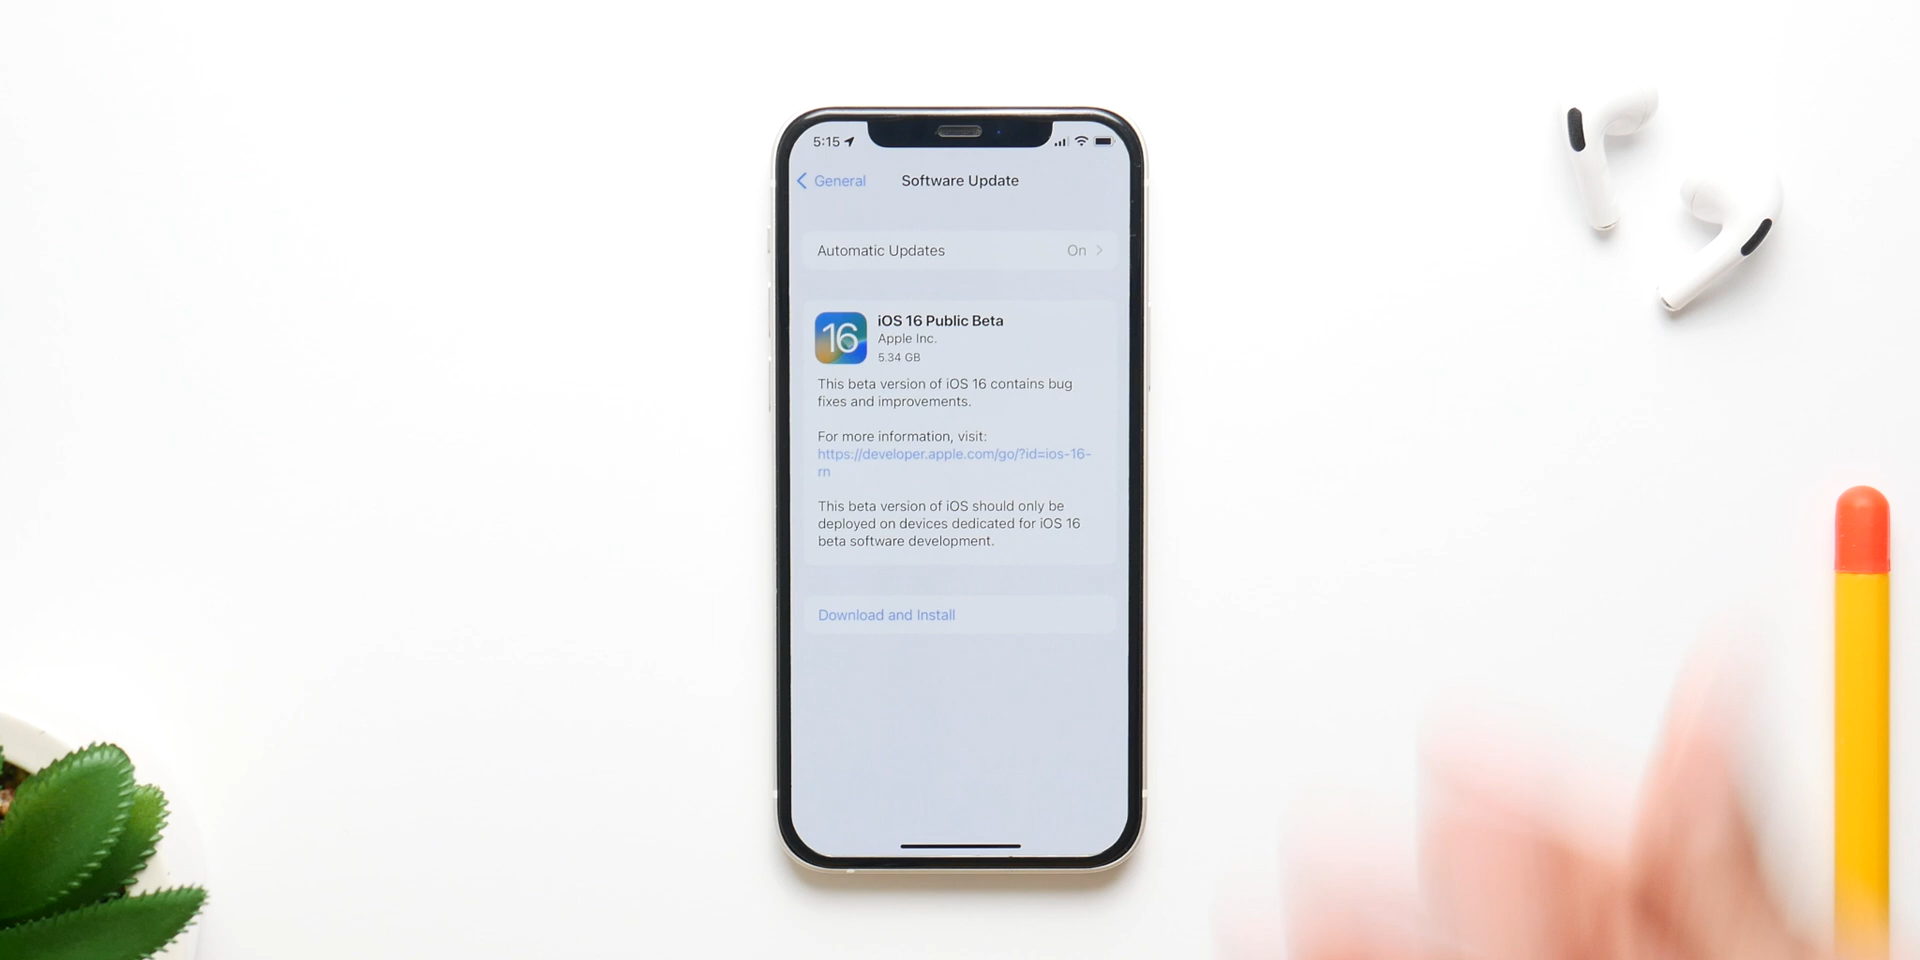 5:15
General
Software Update
Automatic Updates
On
16
iOS 16 Public Beta
Apple Inc.
5.34 GB
This beta version of iOS 16 contains bug
fixes and improvements.
For more information, visit:
https://developer.apple.com/go/?id=ios-16-
rn
This beta version of iOS should only be
deployed on devices dedicated for iOS 16
beta software development.
Download and Install